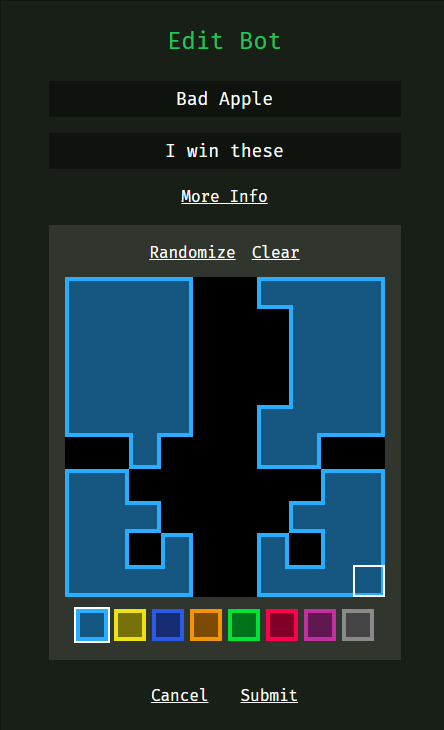 Edit Bot
Bad Apple
I win these
More Info
Randomize Clear
Cancel Submit